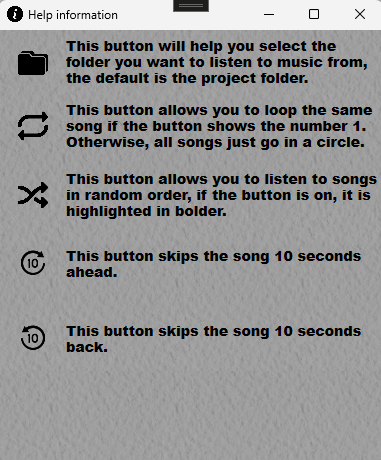 Help information
This button will help you select the
folder you want to listen to music from,
the default is the project folder.
This button allows you to loop the same
song if the button shows the number 1.
Otherwise, all songs just go in a circle.
This button allows you to listen to songs
in random order, if the button is on, it is
highlighted in bolder.
10
This button skips the song 10 seconds
ahead.
10
This button skips the song 10 seconds
back.